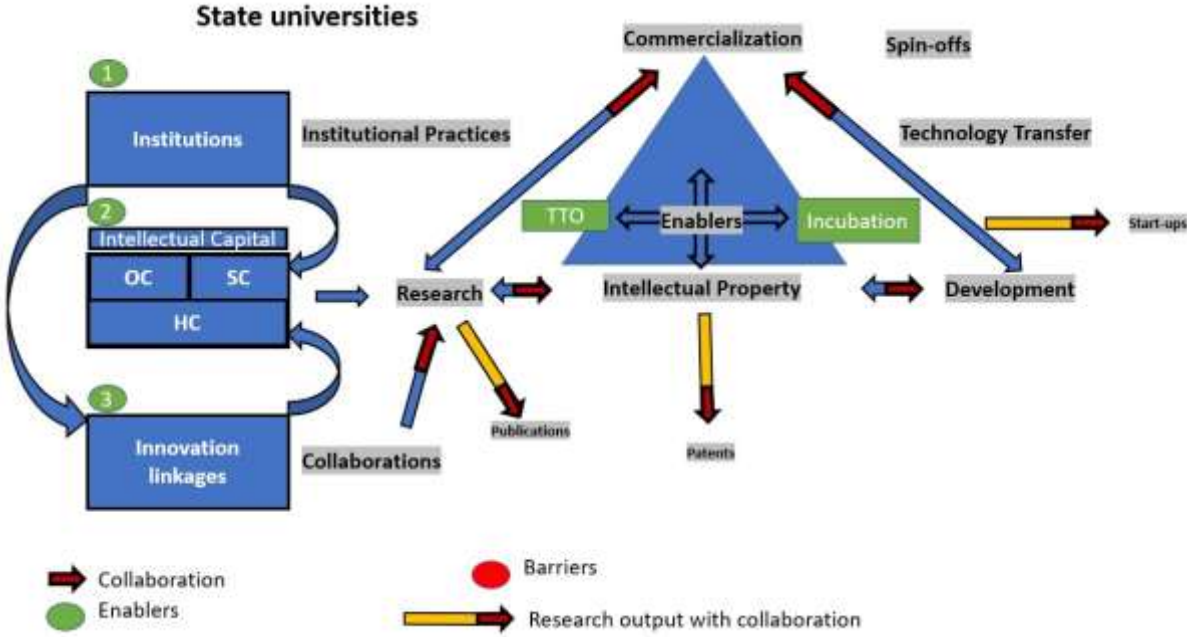 State universities
Commercialization
Spin-offs
1
Institutions
Institutional Practices
Technology Transfer
2
Intellectual Capital
OC
SC
HC
TTO
Enablers
Incubation
Start-ups
Research
Intellectual Property
Development
3
Innovation
linkages
Collaborations
Publications
Patents
Collaboration
Barriers
Enablers
Research output with collaboration